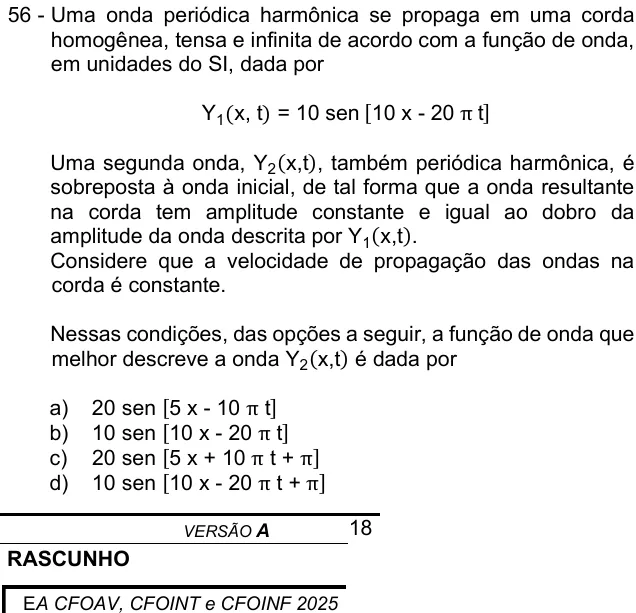 56 - Uma onda periódica harmônica se propaga em uma corda
homogênea, tensa e infinita de acordo com a função de onda,
em unidades do SI, dada por
Y₁(x, t) = 10 sen [10 x - 20 π t]
Uma segunda onda, Y₂(x,t), também periódica harmônica, é
sobreposta à onda inicial, de tal forma que a onda resultante
na corda tem amplitude constante e igual ao dobro da
amplitude da onda descrita por Y₁(x,t).
Considere que a velocidade de propagação das ondas na
corda é constante.
Nessas condições, das opções a seguir, a função de onda que
melhor descreve a onda Y₂(x,t) é dada por
a) 20 sen [5 x - 10 π t]
b) 10 sen [10 x - 20 π t]
c) 20 sen [5 x + 10 π t + π]
d) 10 sen [10 x - 20 π t + π]
VERSÃO A 18
RASCUNHO
EA CFOAV, CFOINT e CFOINF 2025